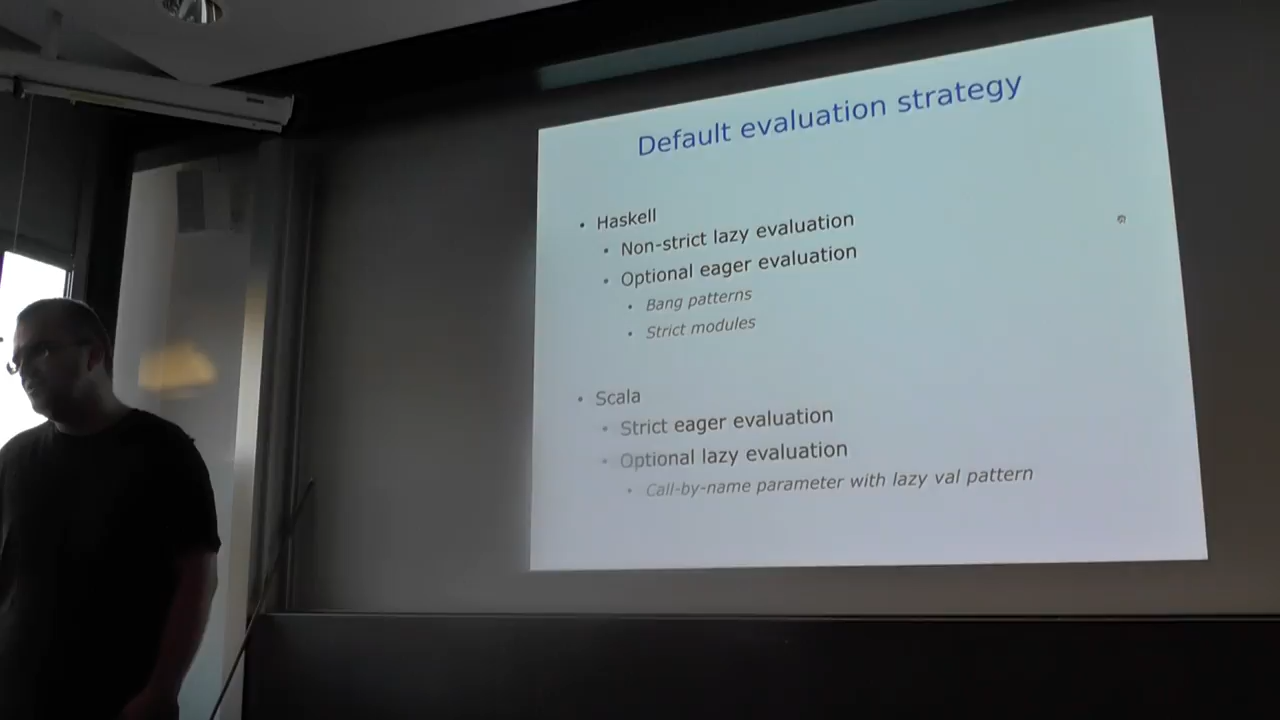 Default evaluation strategy
• Haskell
• Non-strict lazy evaluation
• Optional eager evaluation
• Bang patterns
• Strict modules
• Scala
• Strict eager evaluation
• Optional lazy evaluation
• Call-by-name parameter with lazy val pattern